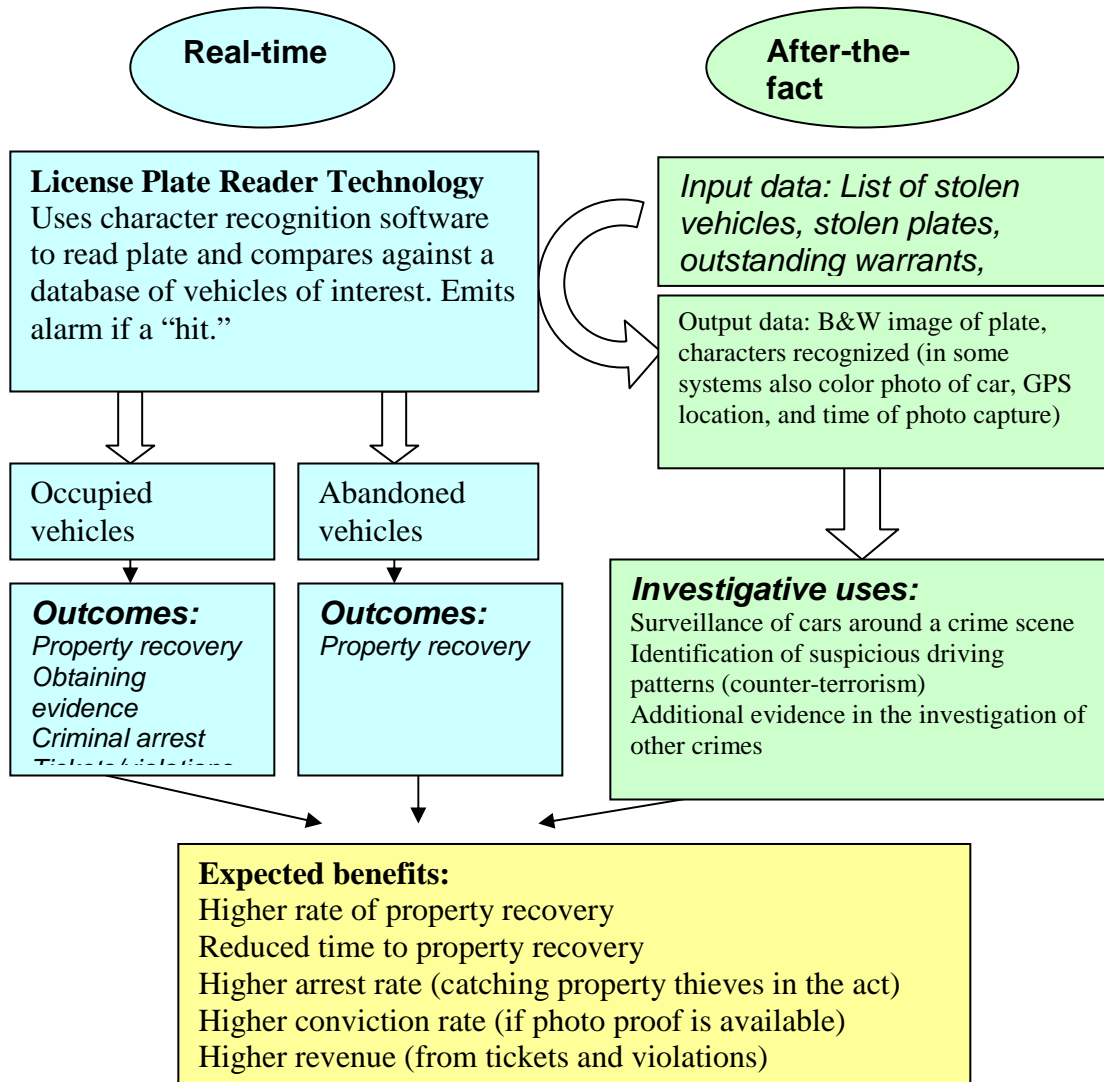 Real-time
After-the-
fact
License Plate Reader Technology
Uses character recognition software
to read plate and compares against a
database of vehicles of interest. Emits
alarm if a “hit.”
Input data: List of stolen
vehicles, stolen plates,
outstanding warrants,
Output data: B&W image of plate,
characters recognized (in some
systems also color photo of car, GPS
location, and time of photo capture)
Occupied
vehicles
Abandoned
vehicles
Outcomes:
Property recovery
Obtaining
evidence
Criminal arrest
Tickets/violations
Outcomes:
Property recovery
Investigative uses:
Surveillance of cars around a crime scene
Identification of suspicious driving
patterns (counter-terrorism)
Additional evidence in the investigation of
other crimes
Expected benefits:
Higher rate of property recovery
Reduced time to property recovery
Higher arrest rate (catching property thieves in the act)
Higher conviction rate (if photo proof is available)
Higher revenue (from tickets and violations)